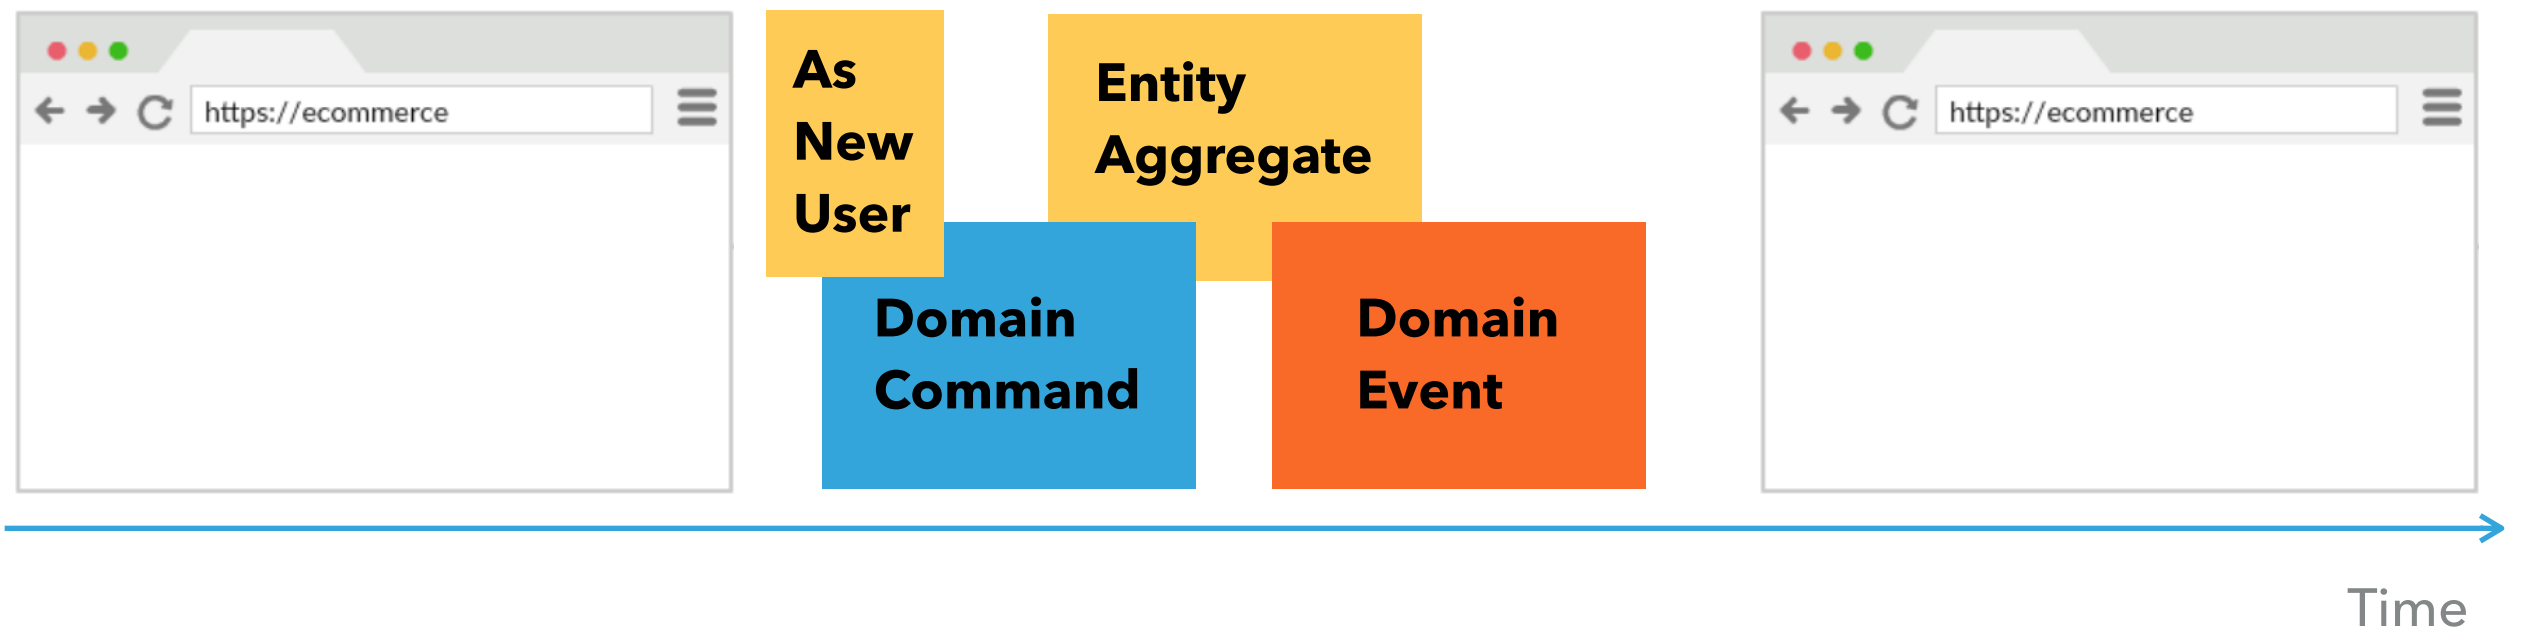 https://ecommerce
As
New
User
Entity
Aggregate
Domain
Command
Domain
Event
https://ecommerce
Time